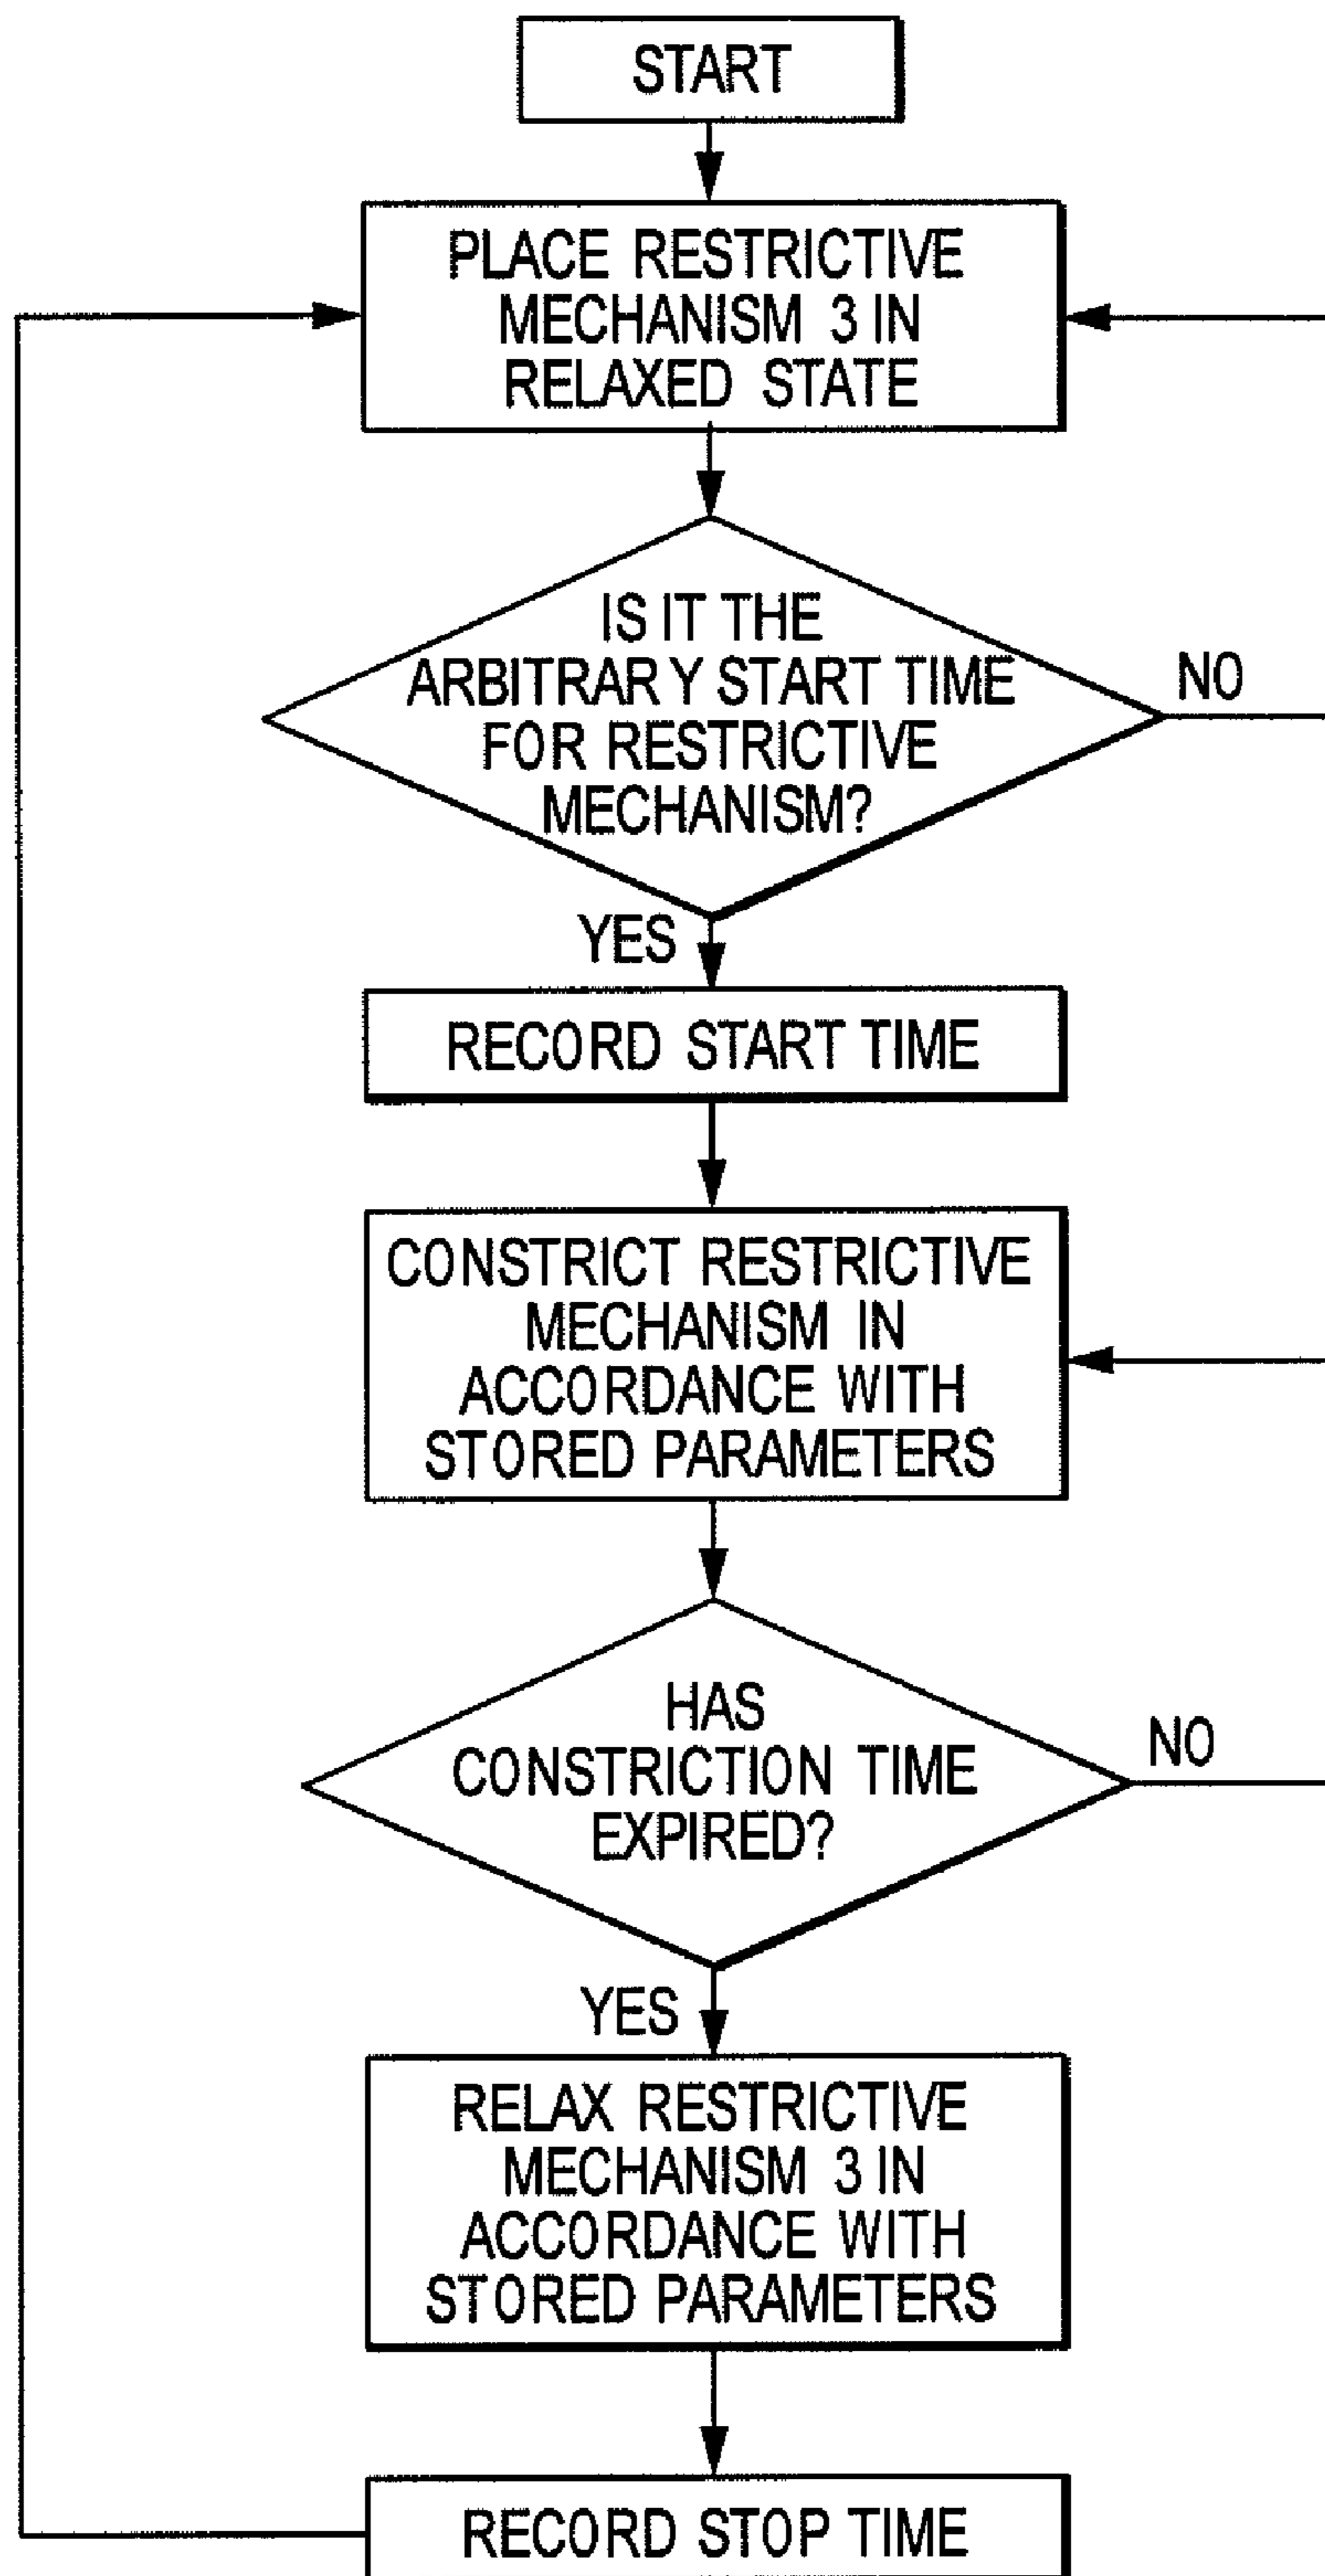 START
PLACE RESTRICTIVE
MECHANISM 3 IN
RELAXED STATE
IS IT THE
ARBITRARY START TIME
FOR RESTRICTIVE
MECHANISM?
NO
YES
RECORD START TIME
CONSTRICT RESTRICTIVE
MECHANISM IN
ACCORDANCE WITH
STORED PARAMETERS
HAS
CONSTRICTION TIME
EXPIRED?
NO
YES
RELAX RESTRICTIVE
MECHANISM 3 IN
ACCORDANCE WITH
STORED PARAMETERS
RECORD STOP TIME